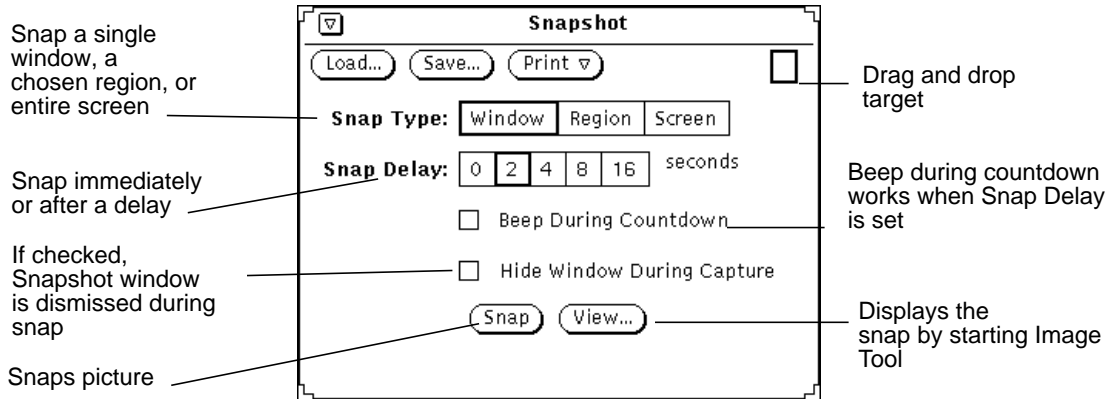 Snapshot
Load...) Save... Print
Snap a single
window, a
chosen region, or
entire screen
Drag and drop
target
Snap Type: Window Region Screen
Snap Delay: 0 2 4 8 16 seconds
Snap immediately
or after a delay
Beep during countdown
works when Snap Delay
is set
Beep During Countdown
If checked,
Snapshot window
is dismissed during
snap
Hide Window During Capture
Snap View...
Displays the
snap by starting Image
Tool
Snaps picture